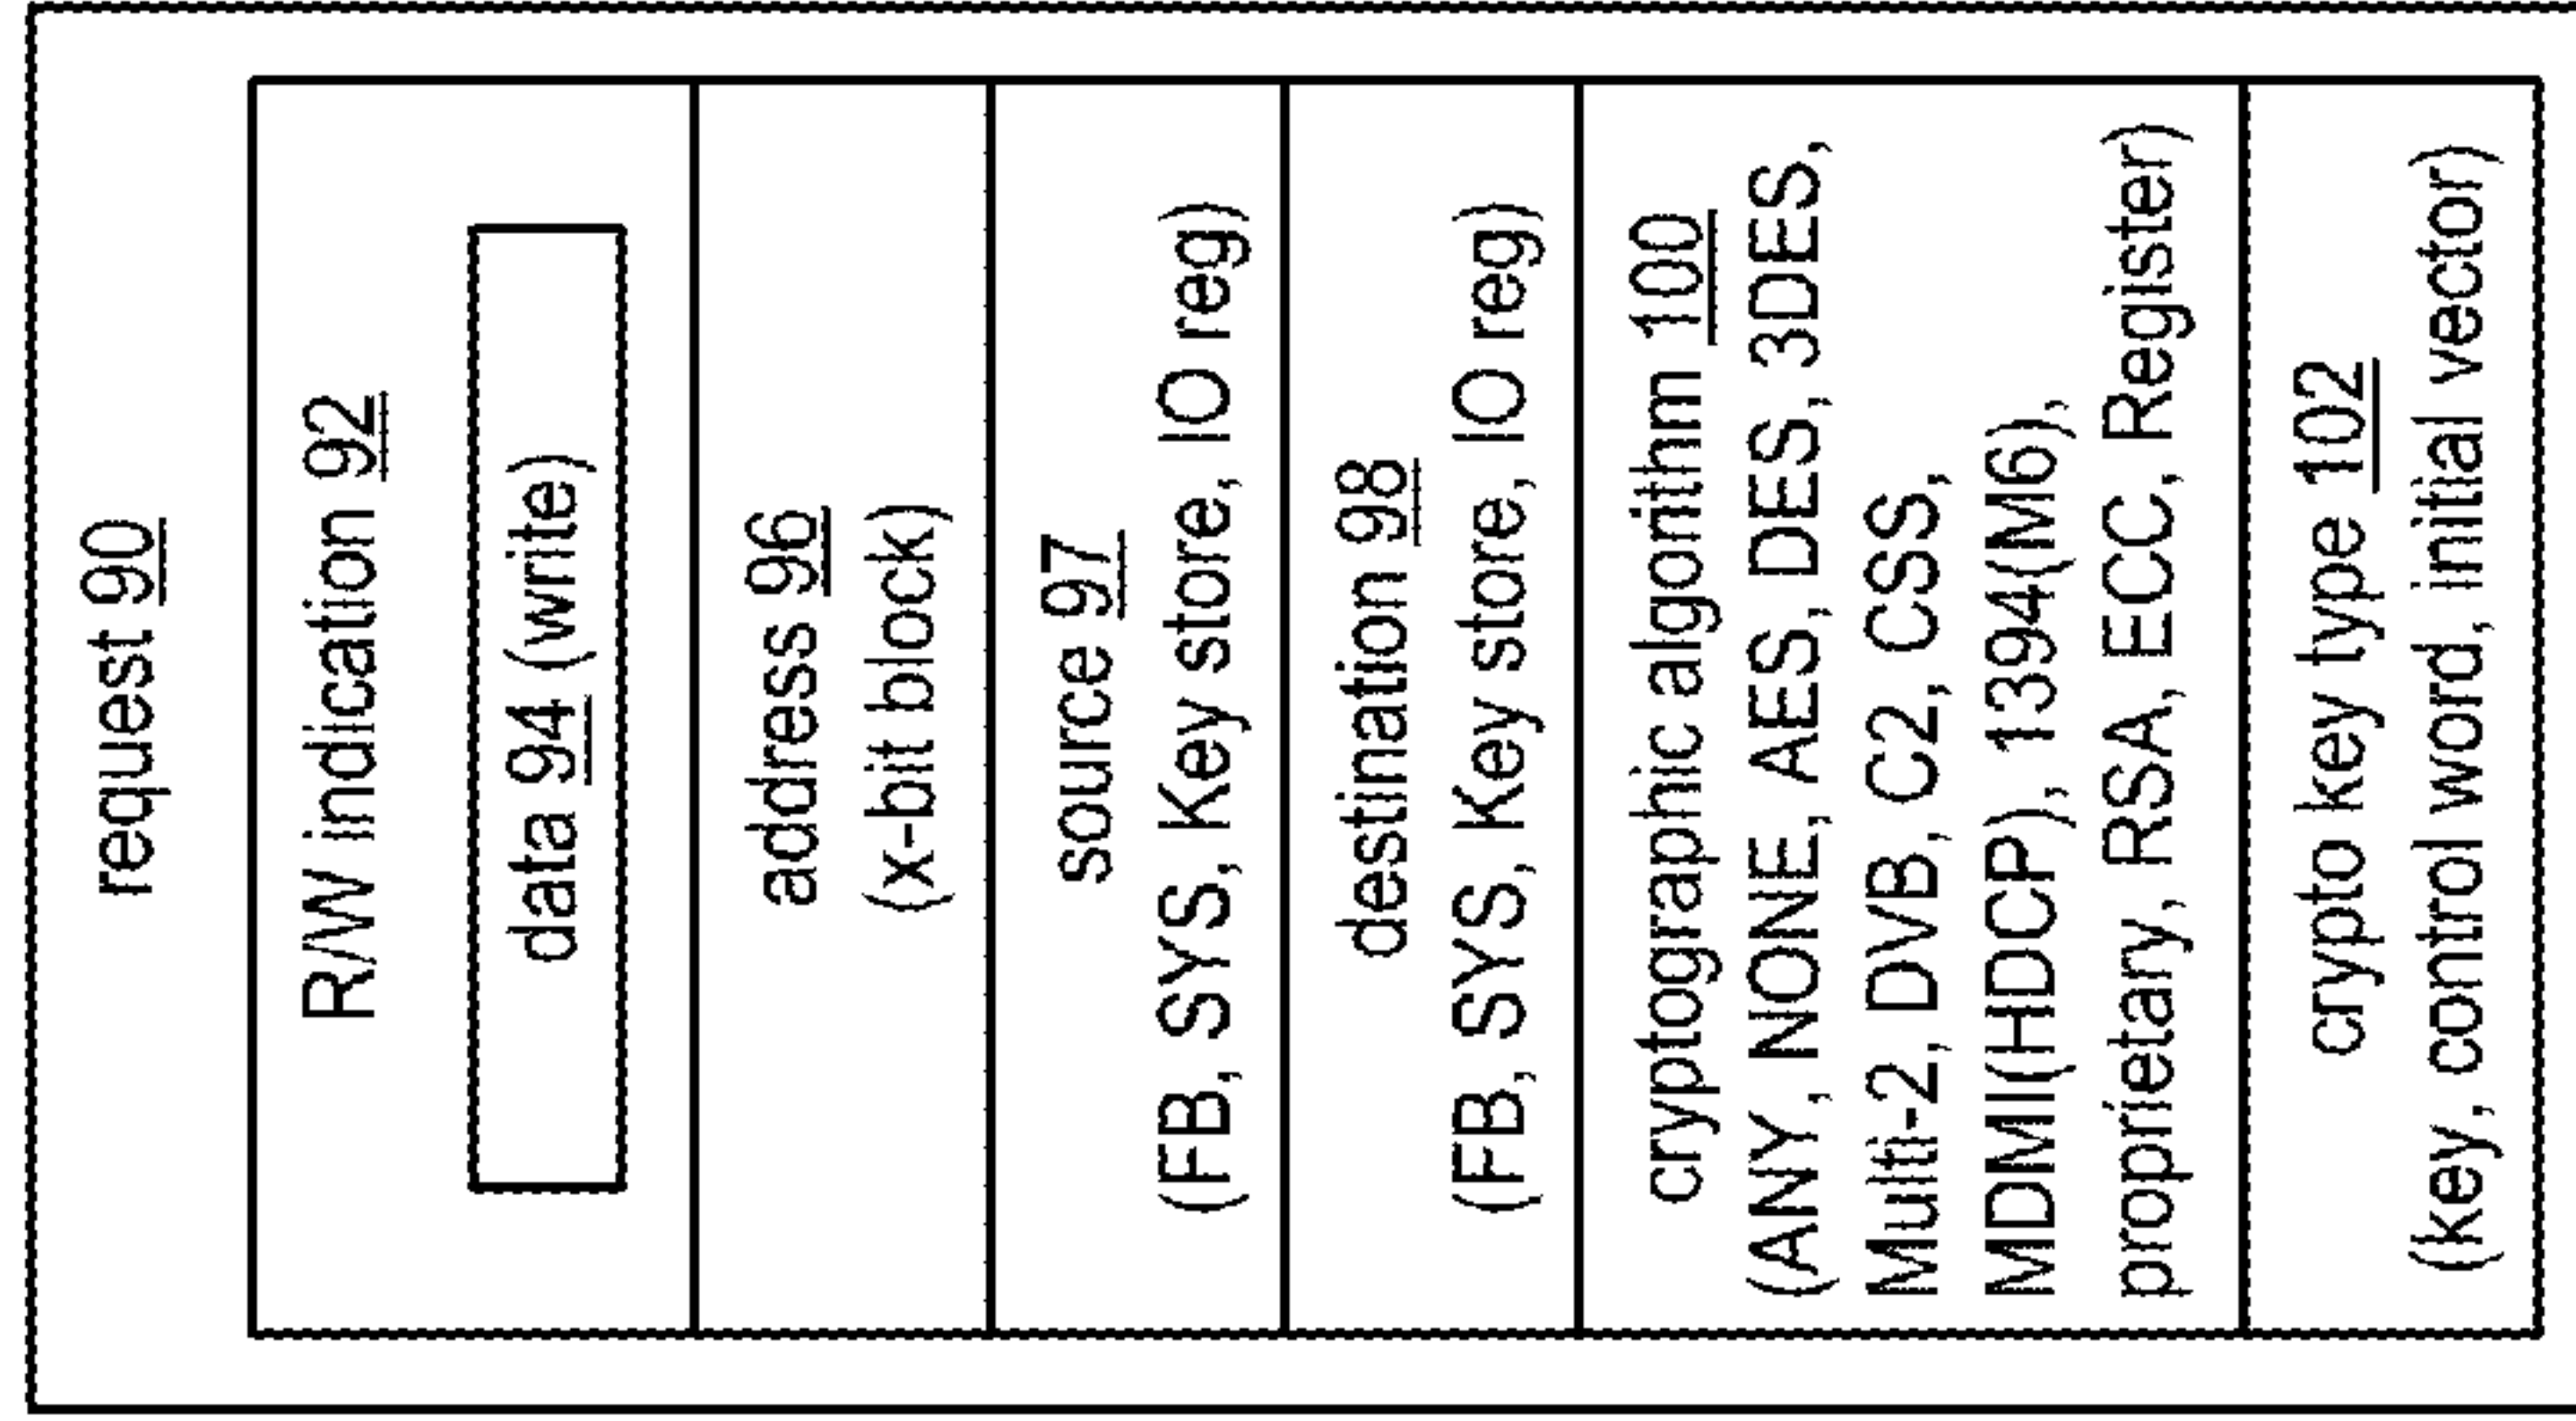 request 90
R/W indication 92
data 94 (write)
address 96
(x-bit block)
source 97
(FB, SYS, Key store, IO reg)
destination 98
(FB, SYS, Key store, IO reg)
cryptographic algorithm 100
(ANY, NONE, AES, DES, 3DES,
Multi-2, DVB, C2, CSS,
MDMI(HDCP), 1394(M6),
proprietary, RSA, ECC, Register)
crypto key type 102
(key, control word, initial vector)